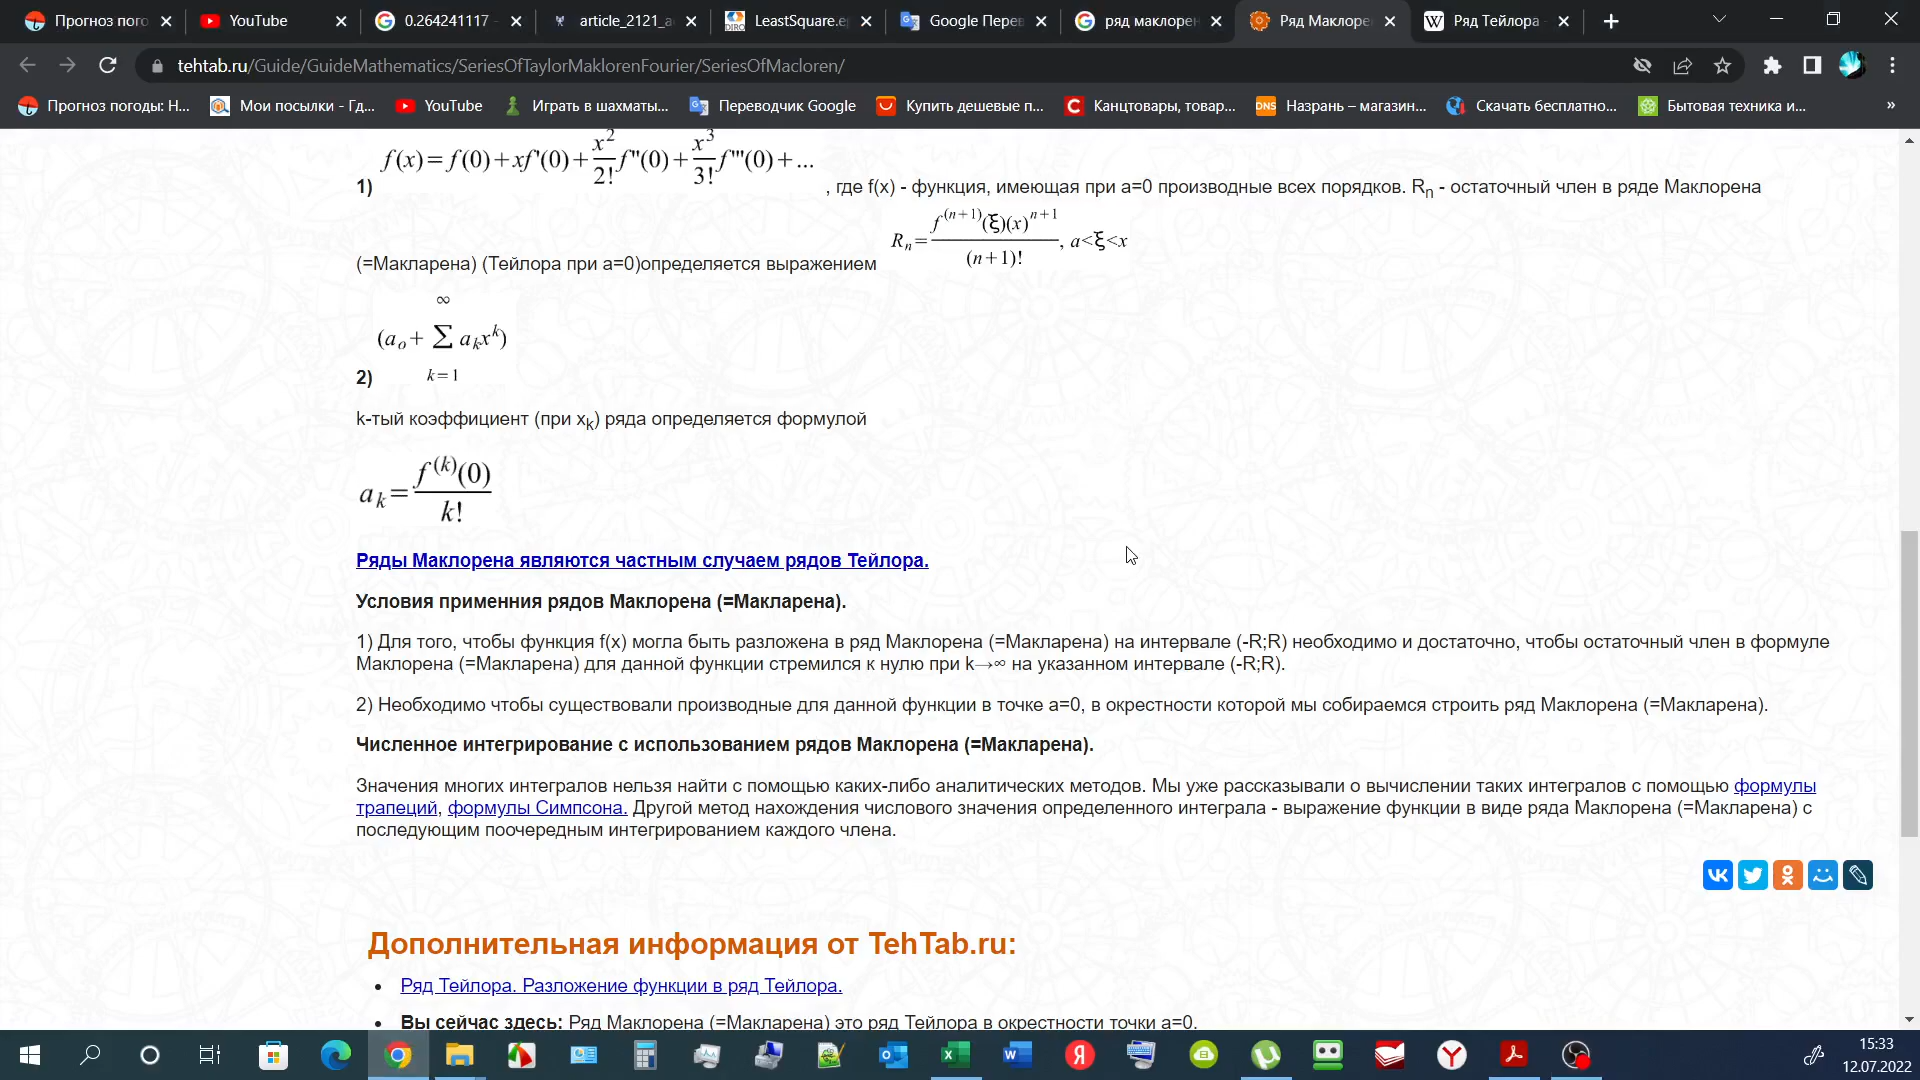 Прогноз пого
YouTube
0.264241117 -
article_2121_a
LeastSquare.e
Google Перев
ряд маклорен
Ряд Маклоре
Ряд Тейлора -
tehtab.ru/Guide/GuideMathematics/SeriesOfTaylorMaklorenFourier/SeriesOfMacloren/
Прогноз погоды: Н...
Мои посылки - Гд...
YouTube
Играть в шахматы...
Переводчик Google
Купить дешевые п...
Канцтовары, товар...
Назрань – магазин...
Скачать бесплатно...
Бытовая техника и...
»
1) f(x)=f(0)+xf'(0)+x²/2! f''(0)+x³/3! f'''(0)+... , где f(x) - функция, имеющая при a=0 производные всех порядков. Rn - остаточный член в ряде Маклорена
(=Макларена) (Тейлора при a=0)определяется выражением Rn = f^(n+1)(ξ)(x)^n+1 / (n+1)! , a<ξ<x
2) (a₀+ ∞ ∑ k=1 aₖxᵏ)
k-тый коэффициент (при xk) ряда определяется формулой
aₖ = f^(k)(0) / k!
Ряды Маклорена являются частным случаем рядов Тейлора.
Условия применния рядов Маклорена (=Макларена).
1) Для того, чтобы функция f(x) могла быть разложена в ряд Маклорена (=Макларена) на интервале (-R;R) необходимо и достаточно, чтобы остаточный член в формуле
Маклорена (=Макларена) для данной функции стремился к нулю при k→∞ на указанном интервале (-R;R).
2) Необходимо чтобы существовали производные для данной функции в точке a=0, в окрестности которой мы собираемся строить ряд Маклорена (=Макларена).
Численное интегрирование с использованием рядов Маклорена (=Макларена).
Значения многих интегралов нельзя найти с помощью каких-либо аналитических методов. Мы уже рассказывали о вычислении таких интегралов с помощью формулы
трапеций, формулы Симпсона. Другой метод нахождения числового значения определенного интеграла - выражение функции в виде ряда Маклорена (=Макларена) с
последующим поочередным интегрированием каждого члена.
Дополнительная информация от TehTab.ru:
• Ряд Тейлора. Разложение функции в ряд Тейлора.
• Вы сейчас здесь: Ряд Маклорена (=Макларена) это ряд Тейлора в окрестности точки а=0.
15:33
12.07.2022